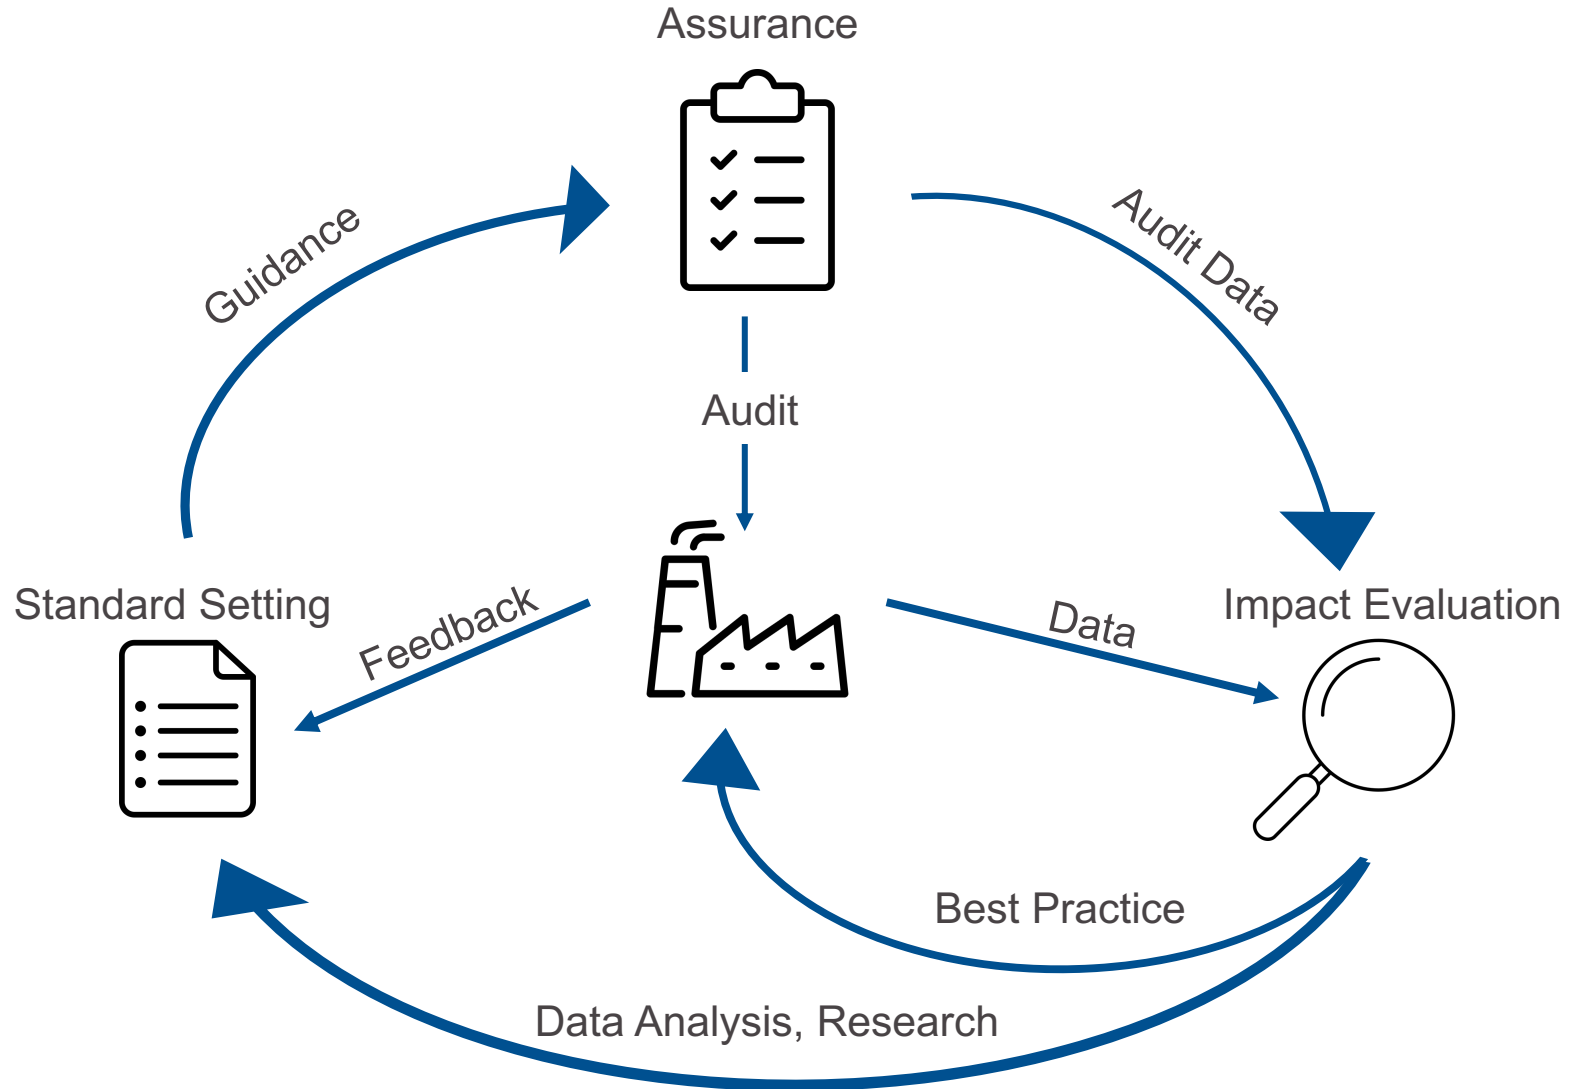 Assurance
Guidance
Audit Data
Audit
Standard Setting
Feedback
Data
Impact Evaluation
Best Practice
Data Analysis, Research